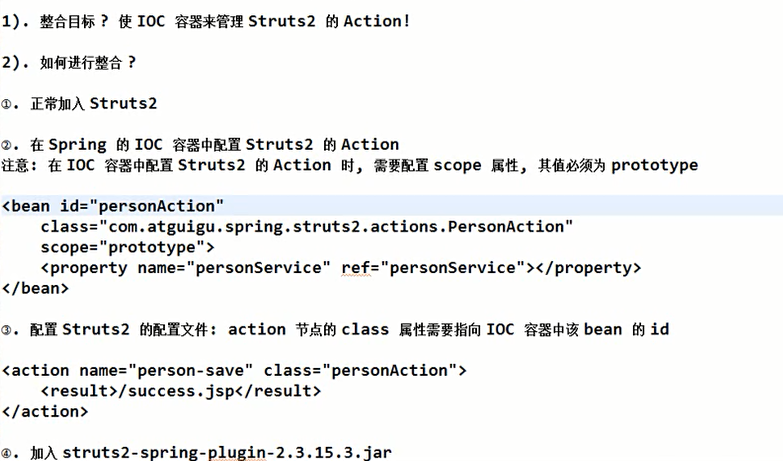 1). 整合目标 ? 使 IOC 容器来管理 Struts2 的 Action!
2). 如何进行整合 ?
①. 正常加入 Struts2
②. 在 Spring 的 IOC 容器中配置 Struts2 的 Action
注意: 在 IOC 容器中配置 Struts2 的 Action 时, 需要配置 scope 属性, 其值必须为 prototype
<bean id="personAction"
class="com.atguigu.spring.struts2.actions.PersonAction"
scope="prototype">
<property name="personService" ref="personService"></property>
</bean>
③. 配置 Struts2 的配置文件: action 节点的 class 属性需要指向 IOC 容器中该 bean 的 id
<action name="person-save" class="personAction">
<result>/success.jsp</result>
</action>
④. 加入 struts2-spring-plugin-2.3.15.3.jar